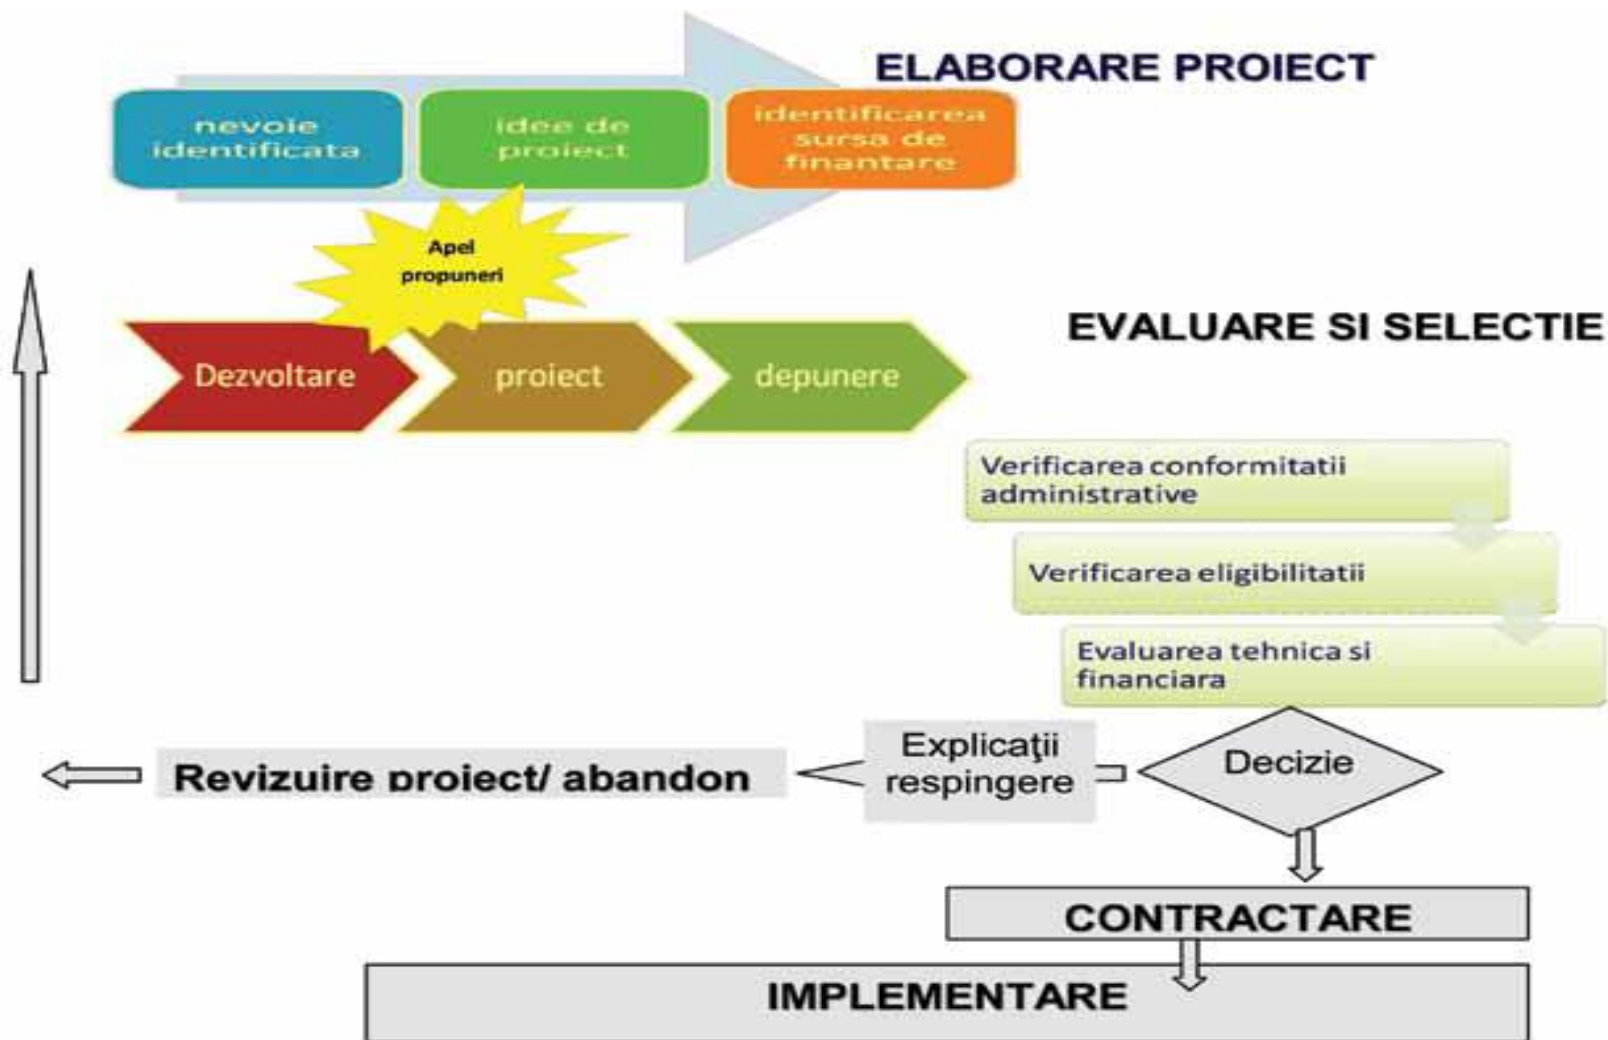 ELABORARE PROIECT
nevoie
identificata
idee de
proiect
identificarea
sursa de
finantare
Apel
propuneri
EVALUARE SI SELECTIE
Dezvoltare
proiect
depunere
Verificarea conformitatii
administrative
Verificarea eligibilitatii
Evaluarea tehnica si
financiara
Decizie
Explicaţii
respingere
Revizuire proiect/ abandon
CONTRACTARE
IMPLEMENTARE